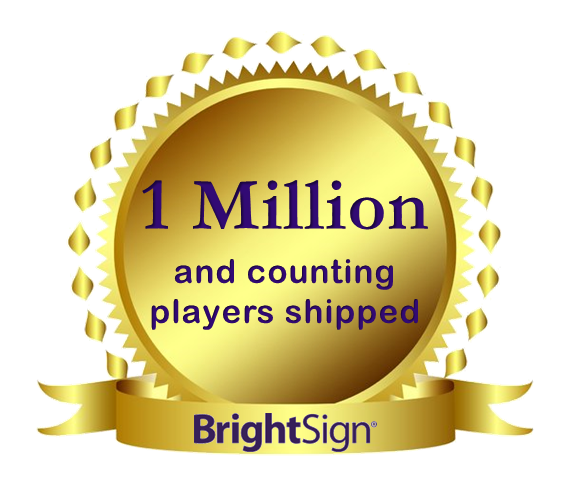 1 Million
and counting
players shipped
BrightSign®